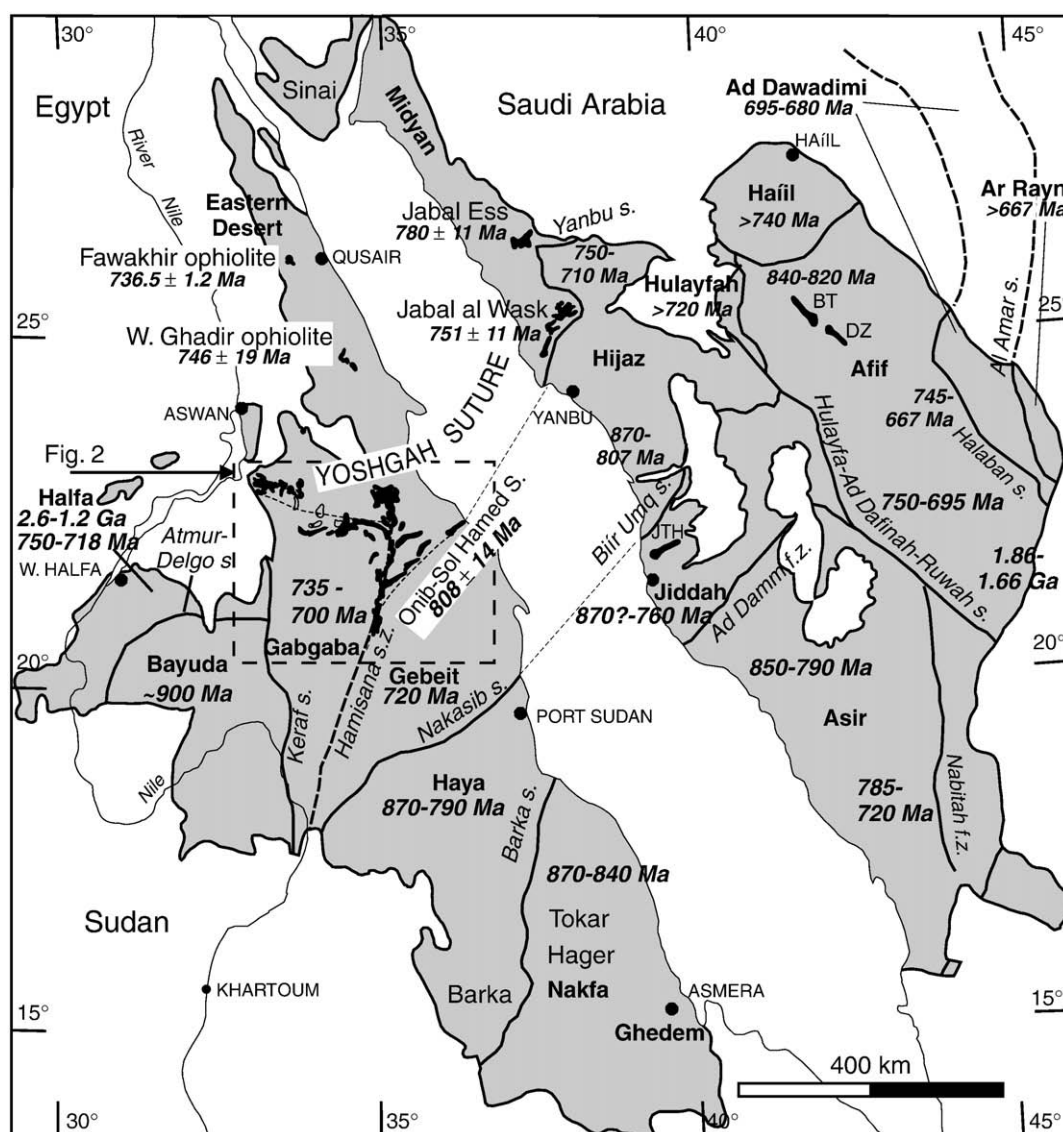 30°
35°
40°
45°
Egypt
Sinai
Saudi Arabia
Ad Dawadimi
695-680 Ma
River
Nile
Midyan
HAíIL
Haíil
>740 Ma
Ar Rayn
>667 Ma
Eastern
Desert
Jabal Ess
780 ± 11 Ma
Yanbu s.
Fawakhir ophiolite
736.5 ± 1.2 Ma
QUSAIR
750-
710 Ma
Hulayfah
>720 Ma
840-820 Ma
BT
DZ
Al Amar s.
25°
25°
Jabal al Wask
751 ± 11 Ma
W. Ghadir ophiolite
746 ± 19 Ma
Hijaz
Afif
ASWAN
YANBU
745-
667 Ma
Halaban s.
Fig. 2
YOSHGAH SUTURE
870-
807 Ma
Hulayfa-Ad Dafinah-Ruwah s.
Halfa
2.6-1.2 Ga
750-718 Ma
W. HALFA
Atmur-
Delgo s
Onib-Sol Hamed S.
808 ± 14 Ma
Biir Umq s.
JTH
750-695 Ma
1.86-
1.66 Ga
735 -
700 Ma
Gabgaba
Jiddah
870?-760 Ma
Ad Damm f.z.
20°
20°
Bayuda
~900 Ma
Keraf s.
Hamisana s.z.
Gebeit
720 Ma
Nakasib s.
PORT SUDAN
850-790 Ma
Asir
Nile
Haya
870-790 Ma
Barka s.
785-
720 Ma
Nabitah f.z.
870-840 Ma
Sudan
Tokar
Hager
Nakfa
Barka
KHARTOUM
ASMERA
Ghedem
15°
15°
400 km
30°
35°
40°
45°